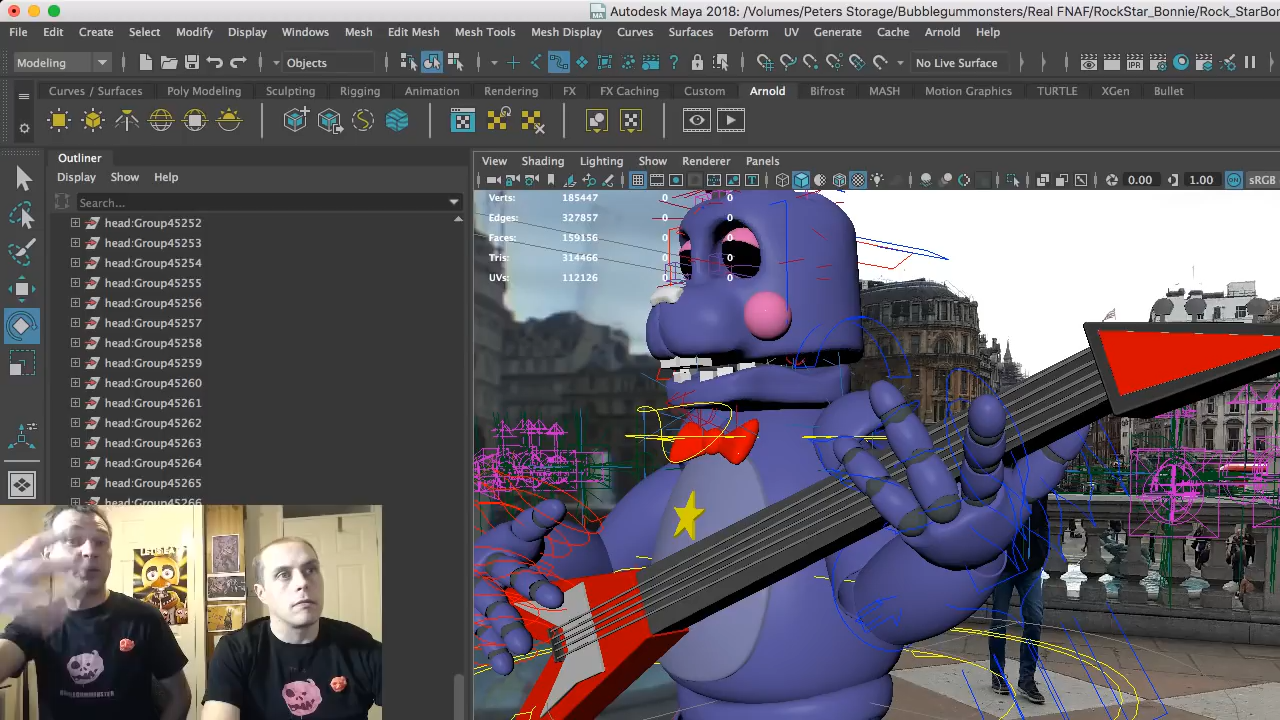 Autodesk Maya 2018: /Volumes/Peters Storage/Bubblegummonsters/Real FNAF/RockStar_Bonnie/Rock_StarBon
File Edit Create Select Modify Display Windows Mesh Edit Mesh Mesh Tools Mesh Display Curves Surfaces Deform UV Generate Cache Arnold Help
Modeling Objects No Live Surface
Curves / Surfaces Poly Modeling Sculpting Rigging Animation Rendering FX FX Caching Custom Arnold Bifrost MASH Motion Graphics TURTLE XGen Bullet
Outliner
Display Show Help
Search...
head:Group45252
head:Group45253
head:Group45254
head:Group45255
head:Group45256
head:Group45257
head:Group45258
head:Group45259
head:Group45260
head:Group45261
head:Group45262
head:Group45263
head:Group45264
head:Group45265
head:Group45266
View Shading Lighting Show Renderer Panels
0.00 1.00 sRGB
Verts: 185447 0 0
Edges: 327857 0 0
Faces: 159156 0 0
Tris: 314466 0 0
UVs: 112126 0 0